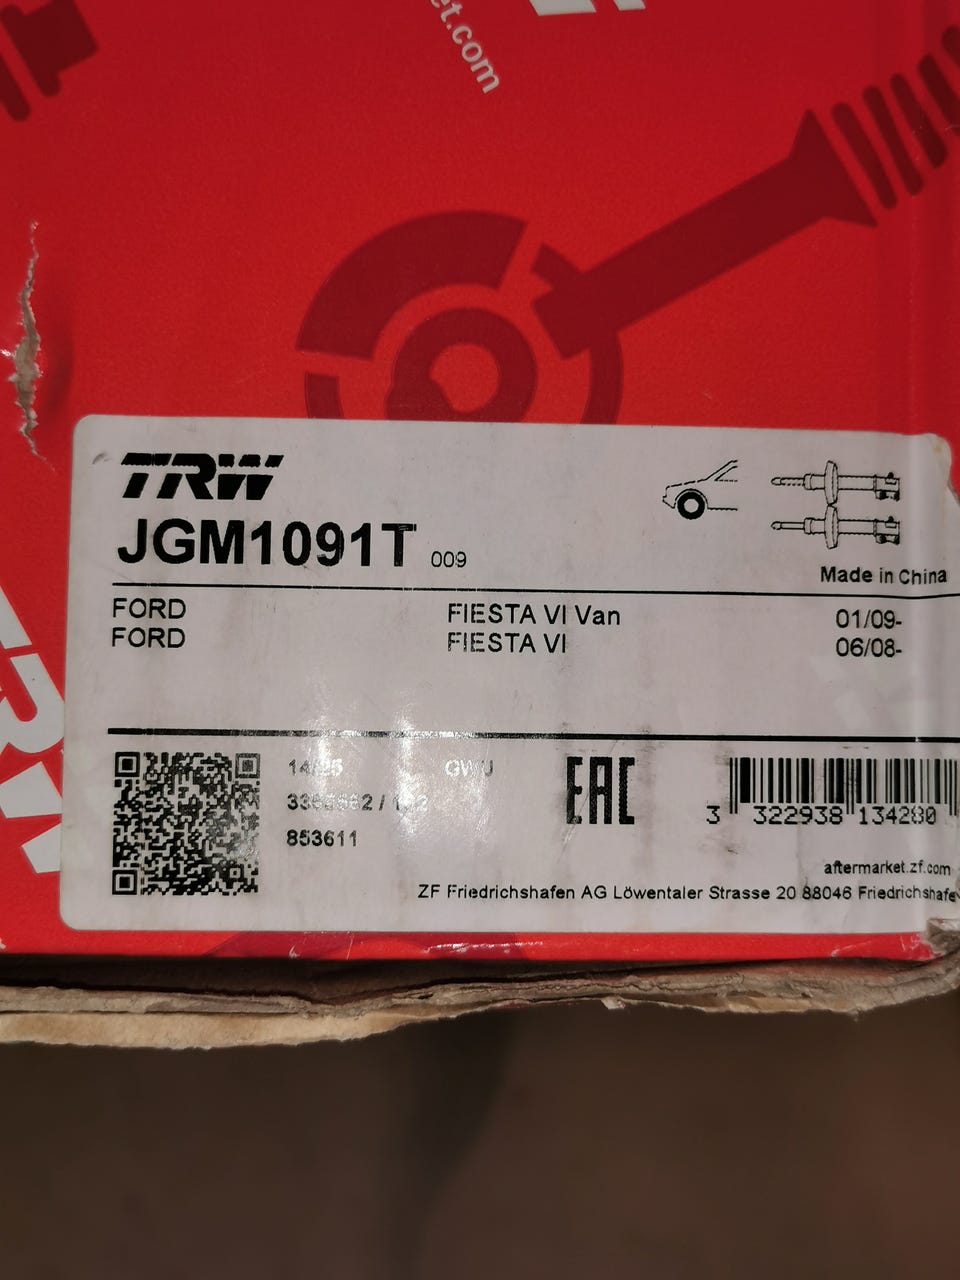 et.com
TRW
JGM1091T 009
Made in China
FORD FIESTA VI Van 01/09-
FORD FIESTA VI 06/08-
GWU
853611
EAC
3 322938 134280
aftermarket.zf.com
ZF Friedrichshafen AG Löwentaler Strasse 20 88046 Friedrichshafe